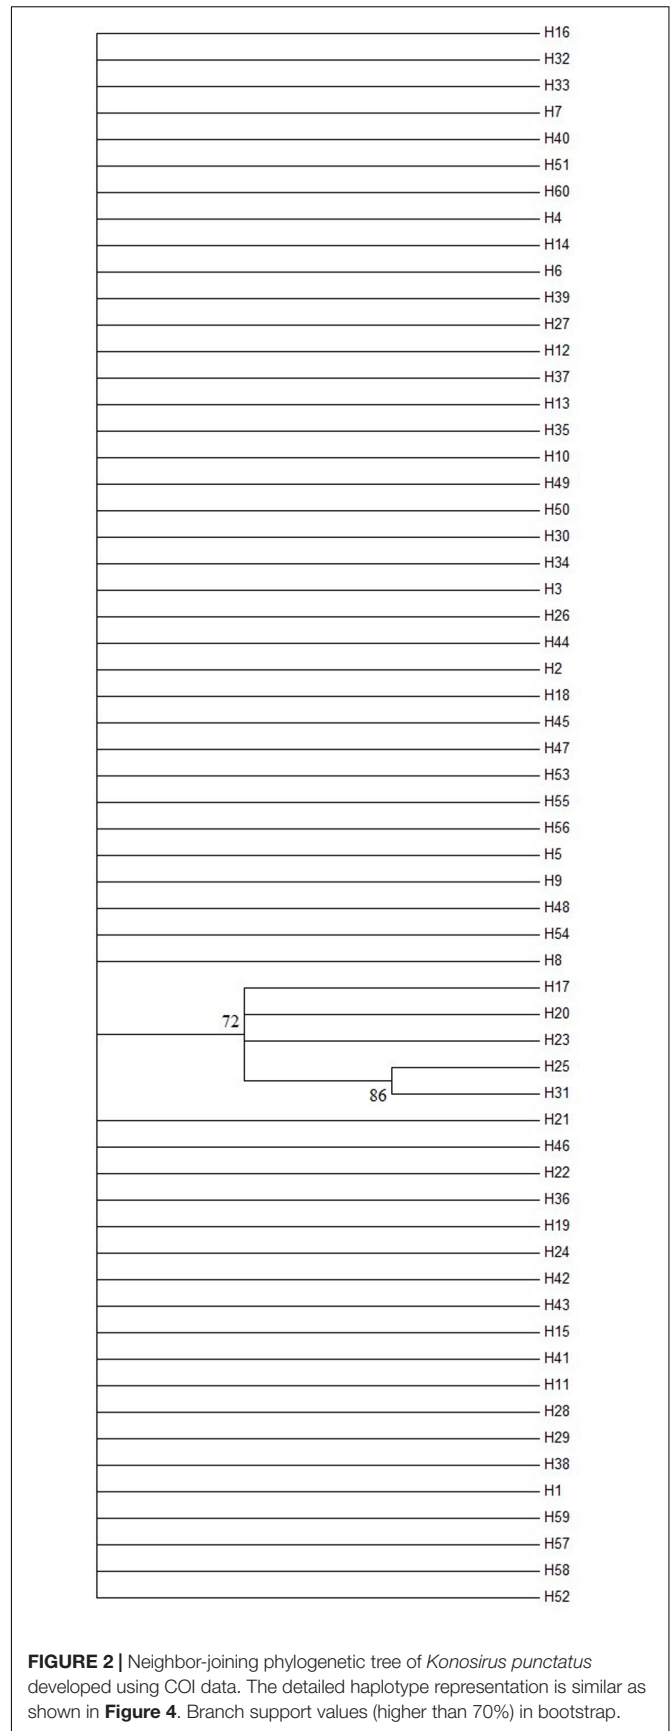 H16
H32
H33
H7
H40
H51
H60
H4
H14
H6
H39
H27
H12
H37
H13
H35
H10
H49
H50
H30
H34
H3
H26
H44
H2
H18
H45
H47
H53
H55
H56
H5
H9
H48
H54
H8
H17
72
H20
H23
H25
86
H31
H21
H46
H22
H36
H19
H24
H42
H43
H15
H41
H11
H28
H29
H38
H1
H59
H57
H58
H52
FIGURE 2 | Neighbor-joining phylogenetic tree of Konosirus punctatus
developed using COI data. The detailed haplotype representation is similar as
shown in Figure 4. Branch support values (higher than 70%) in bootstrap.